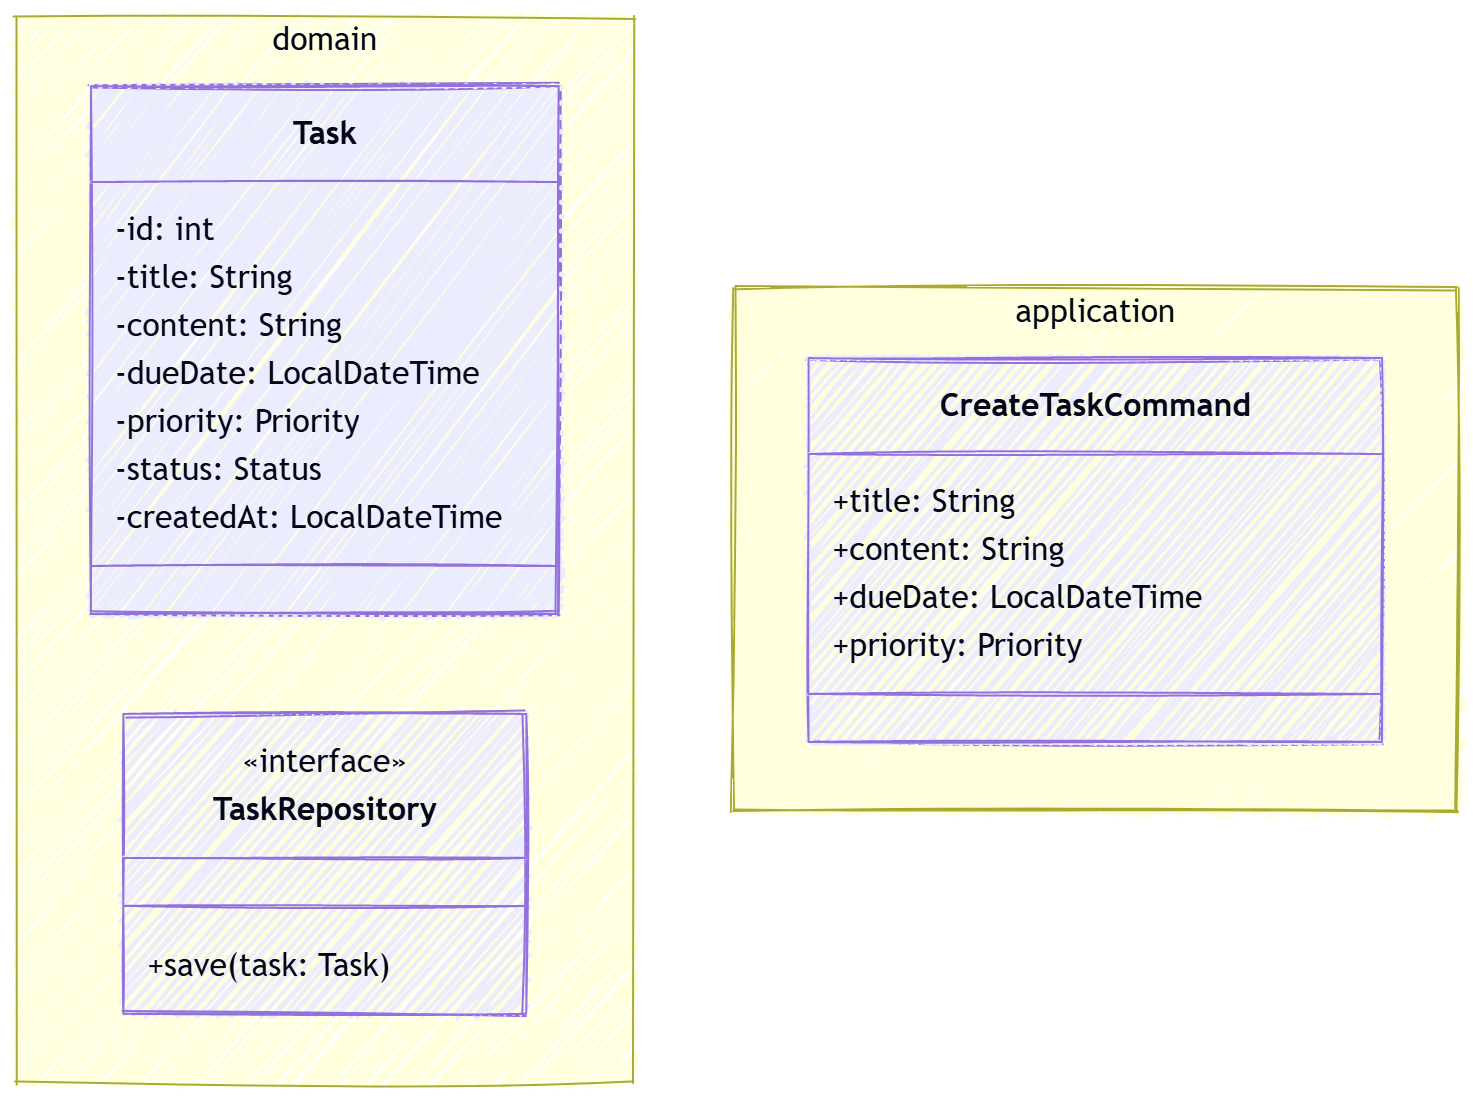 domain
Task
-id: int
-title: String
-content: String
-dueDate: LocalDateTime
-priority: Priority
-status: Status
-createdAt: LocalDateTime
«interface»
TaskRepository
+save(task: Task)
application
CreateTaskCommand
+title: String
+content: String
+dueDate: LocalDateTime
+priority: Priority